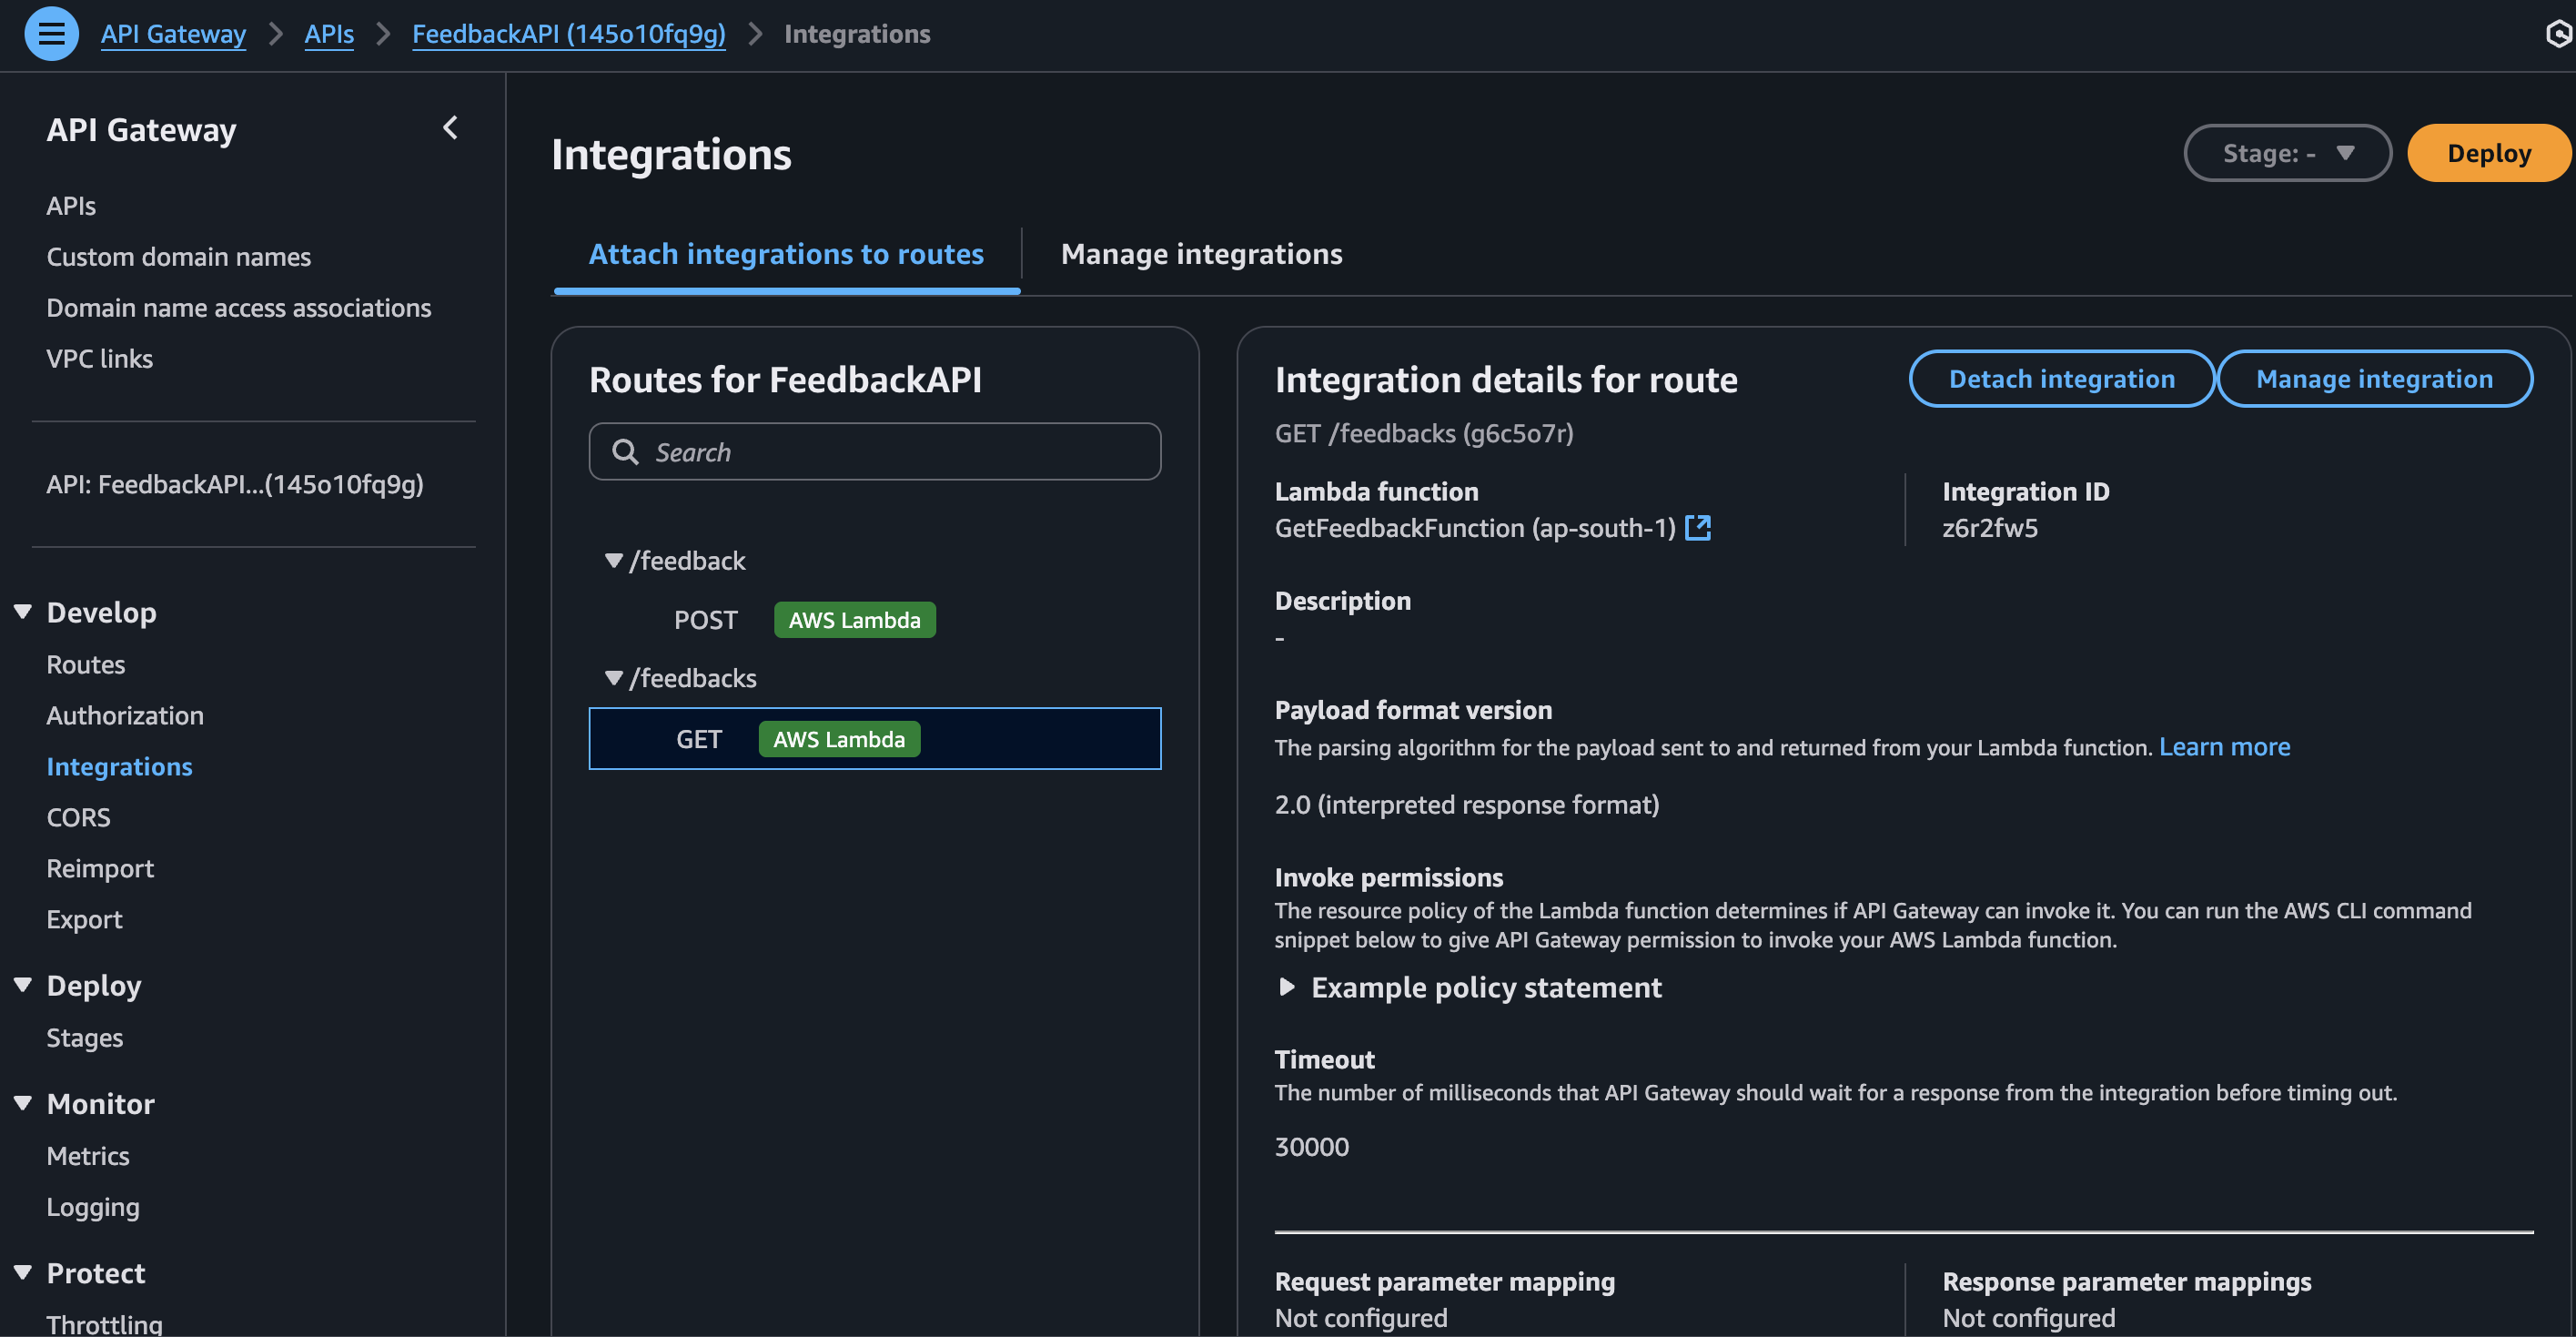 API Gateway > APIs > FeedbackAPI (145o10fq9g) > Integrations
API Gateway
APIs
Custom domain names
Domain name access associations
VPC links
API: FeedbackAPI...(145o10fq9g)
Develop
Routes
Authorization
Integrations
CORS
Reimport
Export
Deploy
Stages
Monitor
Metrics
Logging
Protect
Throttling
Integrations
Stage: -
Deploy
Attach integrations to routes
Manage integrations
Routes for FeedbackAPI
Search
/feedback
POST AWS Lambda
/feedbacks
GET AWS Lambda
Integration details for route
Detach integration
Manage integration
GET /feedbacks (g6c5o7r)
Lambda function
GetFeedbackFunction (ap-south-1)
Integration ID
z6r2fw5
Description
-
Payload format version
The parsing algorithm for the payload sent to and returned from your Lambda function. Learn more
2.0 (interpreted response format)
Invoke permissions
The resource policy of the Lambda function determines if API Gateway can invoke it. You can run the AWS CLI command
snippet below to give API Gateway permission to invoke your AWS Lambda function.
Example policy statement
Timeout
The number of milliseconds that API Gateway should wait for a response from the integration before timing out.
30000
Request parameter mapping
Not configured
Response parameter mappings
Not configured